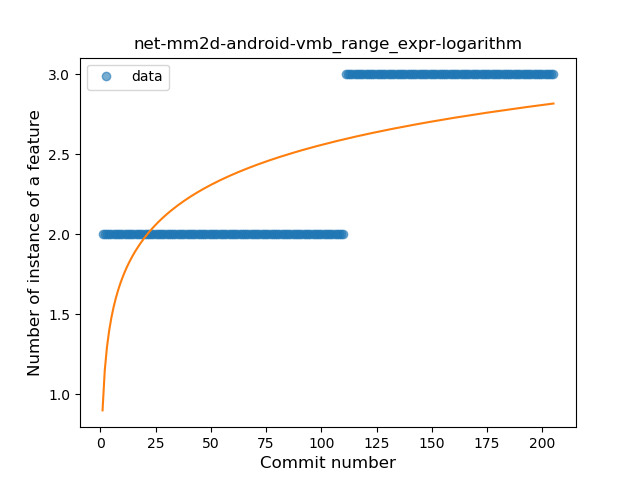 net-mm2d-android-vmb_range_expr-logarithm
data
Number of instance of a feature
3.0
2.5
2.0
1.5
1.0
0 25 50 75 100 125 150 175 200
Commit number